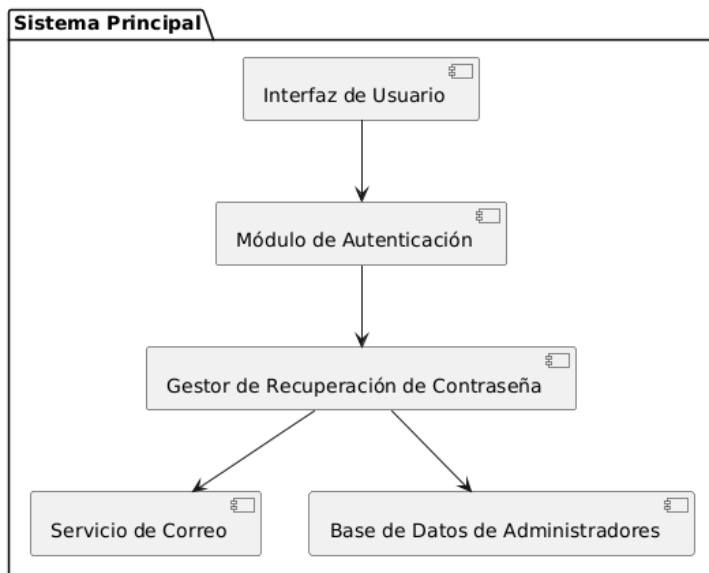 Sistema Principal
Interfaz de Usuario
Módulo de Autenticación
Gestor de Recuperación de Contraseña
Servicio de Correo
Base de Datos de Administradores